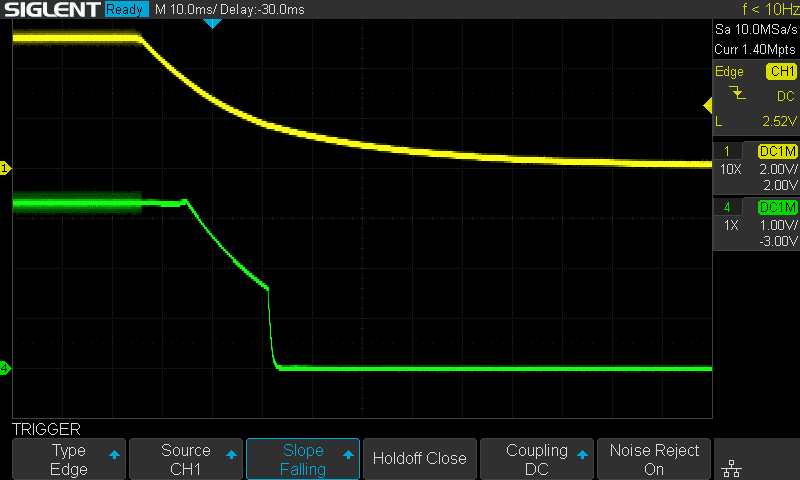 SIGLENT Ready M 10.0ms/ Delay:-30.0ms f < 10Hz
Sa 10.0MSa/s
Curr 1.40Mpts
Edge CH1
DC
L 2.52V
1 DC1M
10X 2.00V/
2.00V
4 DC1M
1X 1.00V/
-3.00V
1
4
TRIGGER
Type
Edge
Source
CH1
Slope
Falling
Holdoff Close
Coupling
DC
Noise Reject
On